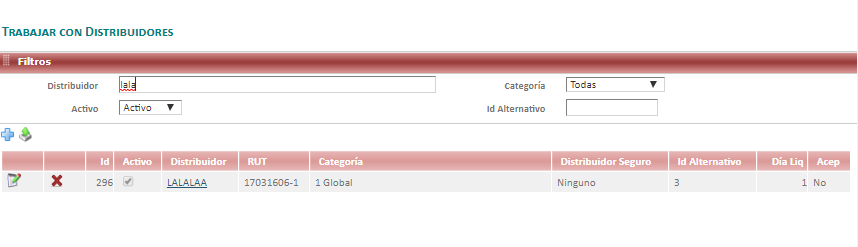 TRABAJAR CON DISTRIBUIDORES
Filtros
Distribuidor lala Categoría Todas
Activo Activo Id Alternativo
Id Activo Distribuidor RUT Categoría Distribuidor Seguro Id Alternativo Día Liq Acep
296 LALALAA 17031606-1 1 Global Ninguno 3 1 No